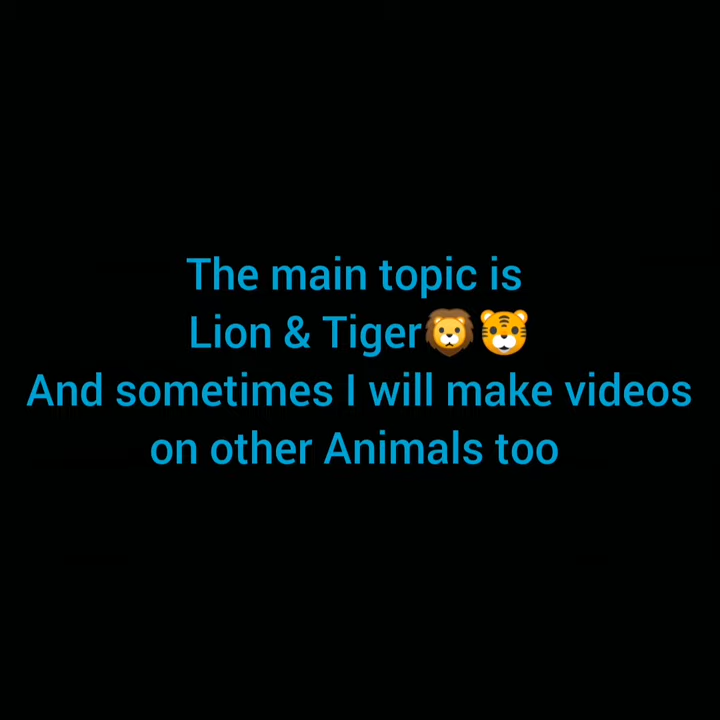 The main topic is
Lion & Tiger🦁🐯
And sometimes I will make videos
on other Animals too